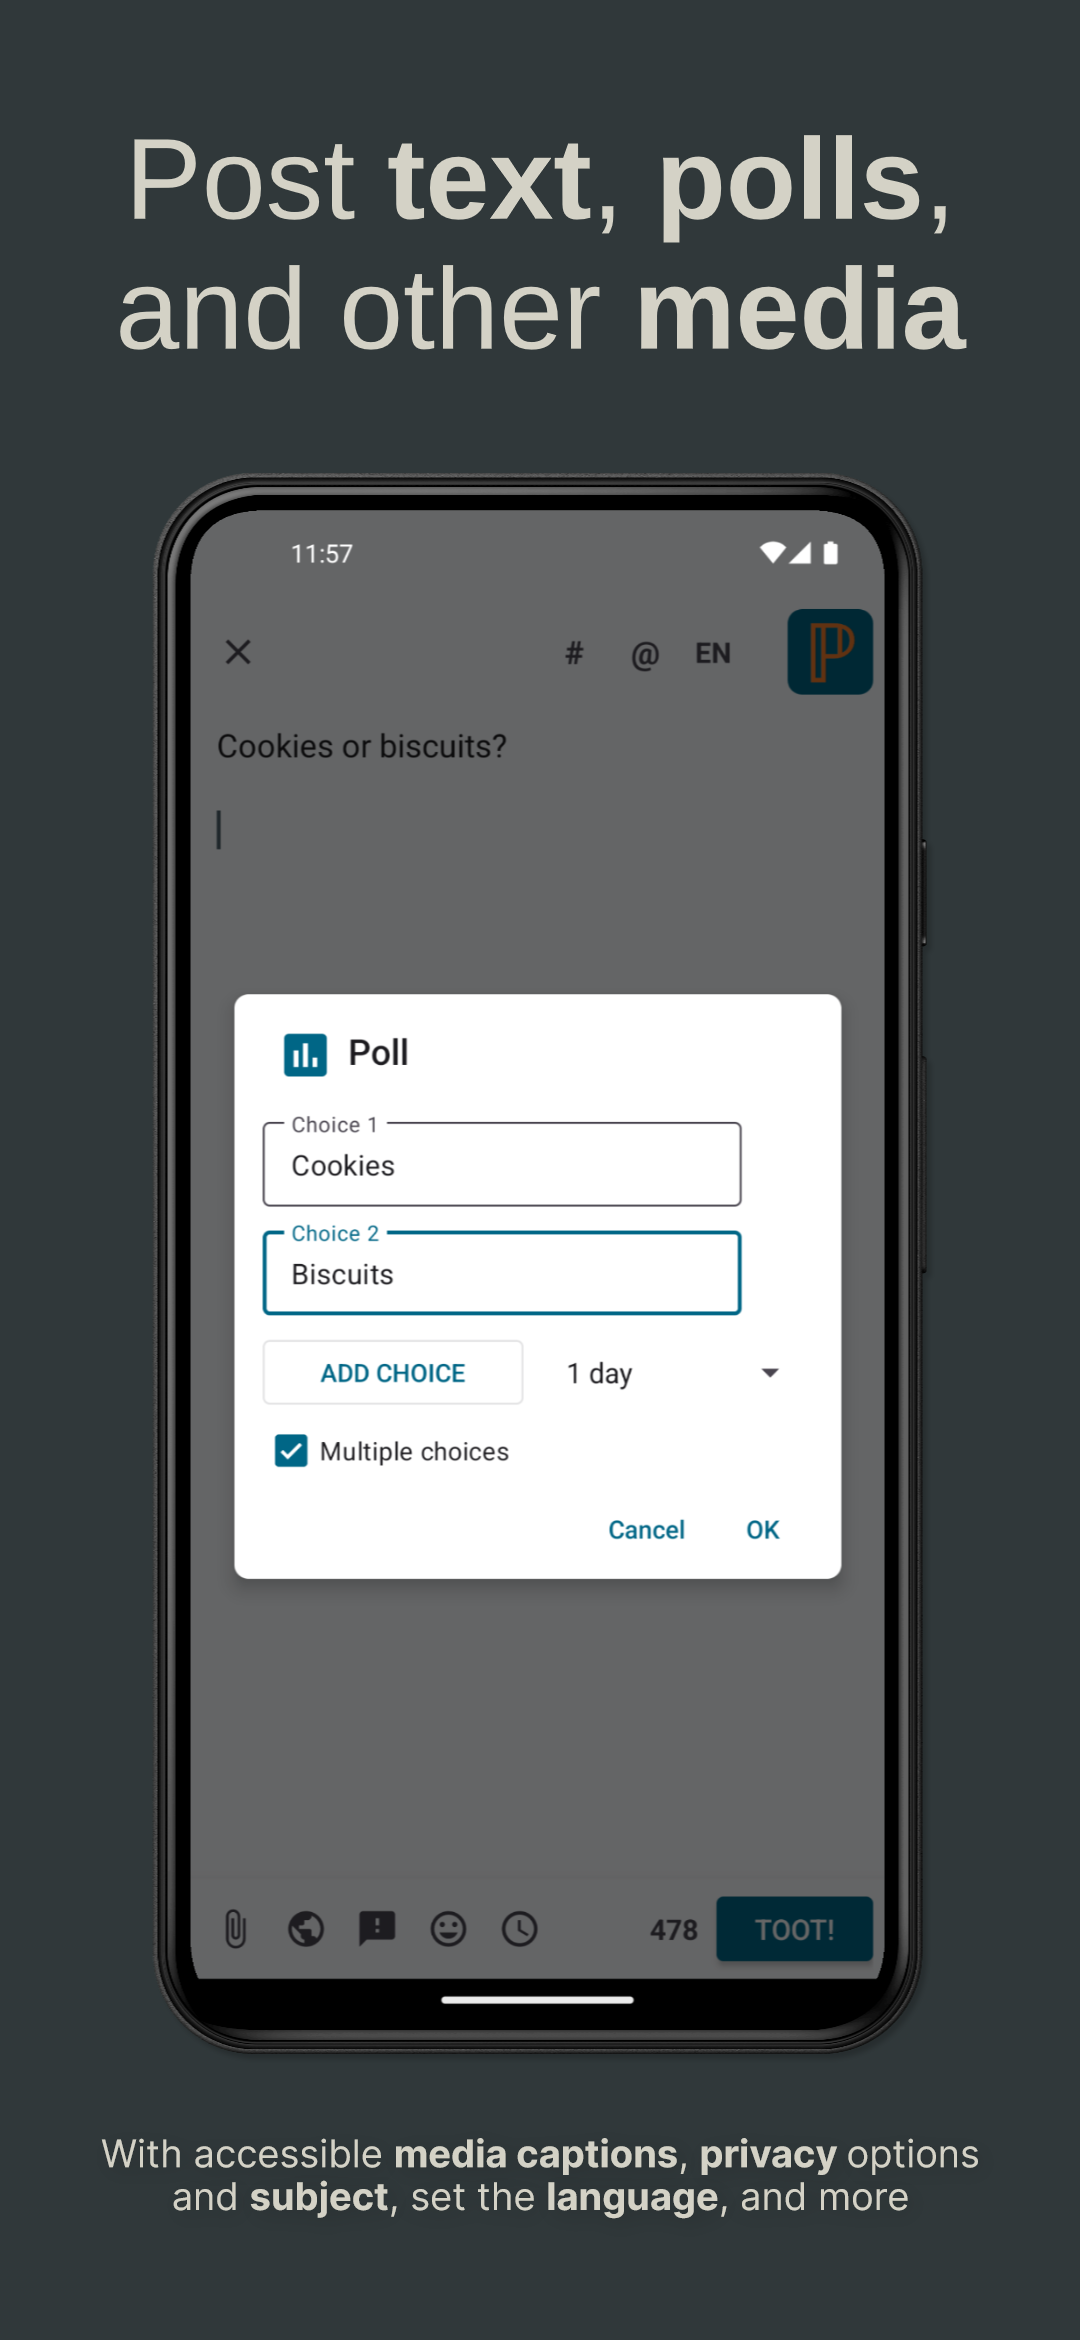 Post text, polls,
and other media
11:57
# @ EN
Cookies or biscuits?
Poll
Choice 1
Cookies
Choice 2
Biscuits
ADD CHOICE 1 day
Multiple choices
Cancel OK
478 TOOT!
With accessible media captions, privacy options
and subject, set the language, and more